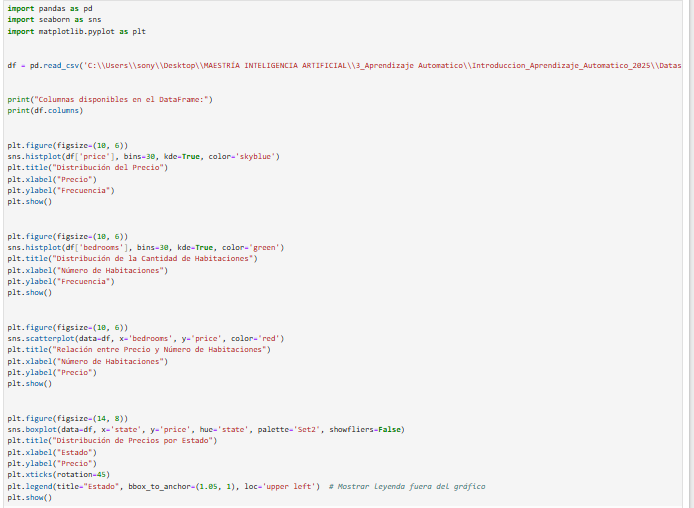 import pandas as pd
import seaborn as sns
import matplotlib.pyplot as plt
df = pd.read_csv('C:\\Users\\sony\\Desktop\\MAESTRÍA INTELIGENCIA ARTIFICIAL\\3_Aprendizaje Automatico\\Introduccion_Aprendizaje_Automatico_2025\\Datas
print("Columnas disponibles en el DataFrame:")
print(df.columns)
plt.figure(figsize=(10, 6))
sns.histplot(df['price'], bins=30, kde=True, color='skyblue')
plt.title("Distribución del Precio")
plt.xlabel("Precio")
plt.ylabel("Frecuencia")
plt.show()
plt.figure(figsize=(10, 6))
sns.histplot(df['bedrooms'], bins=30, kde=True, color='green')
plt.title("Distribución de la Cantidad de Habitaciones")
plt.xlabel("Número de Habitaciones")
plt.ylabel("Frecuencia")
plt.show()
plt.figure(figsize=(10, 6))
sns.scatterplot(data=df, x='bedrooms', y='price', color='red')
plt.title("Relación entre Precio y Número de Habitaciones")
plt.xlabel("Número de Habitaciones")
plt.ylabel("Precio")
plt.show()
plt.figure(figsize=(14, 8))
sns.boxplot(data=df, x='state', y='price', hue='state', palette='Set2', showfliers=False)
plt.title("Distribución de Precios por Estado")
plt.xlabel("Estado")
plt.ylabel("Precio")
plt.xticks(rotation=45)
plt.legend(title="Estado", bbox_to_anchor=(1.05, 1), loc='upper left')  # Mostrar leyenda fuera del gráfico
plt.show()